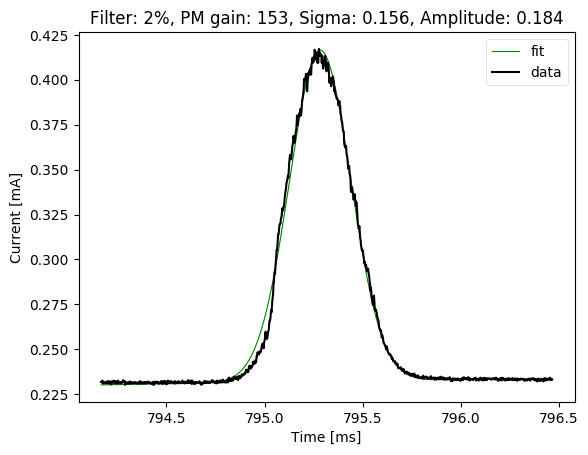 Filter: 2%, PM gain: 153, Sigma: 0.156, Amplitude: 0.184
fit
data
0.425
0.400
0.375
0.350
0.325
0.300
0.275
0.250
0.225
Current [mA]
794.5
795.0
795.5
796.0
796.5
Time [ms]